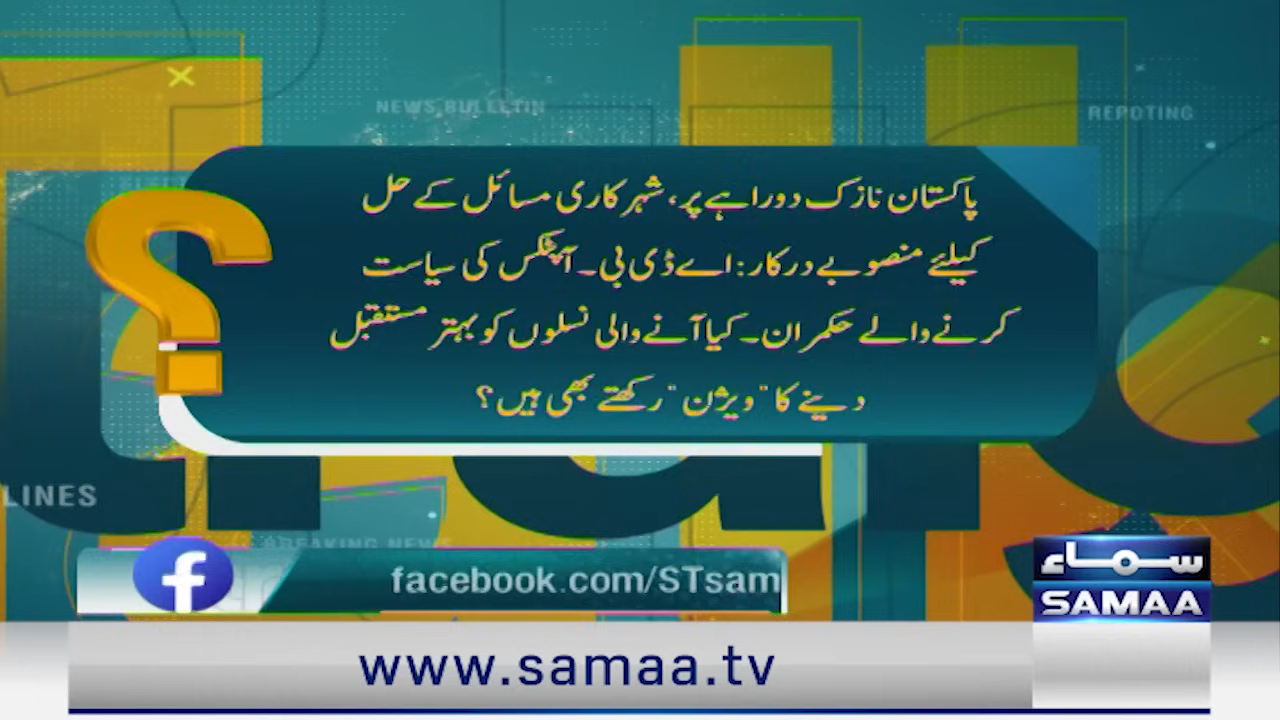 NEWS BULLETIN
REPOTING
پاکستان نازک دوراہے پر، شہر کاری مسائل کے حل
کیلئے منصوبے درکار: اے ڈی بی۔ آپٹکس کی سیاست
کرنے والے حکمران۔ کیا آنے والی نسلوں کو بہتر مستقبل
دینے کا "ویژن" رکھتے بھی ہیں؟
؟
LINES
BREAKING NEWS
facebook.com/STsam
سماء
SAMAA
www.samaa.tv